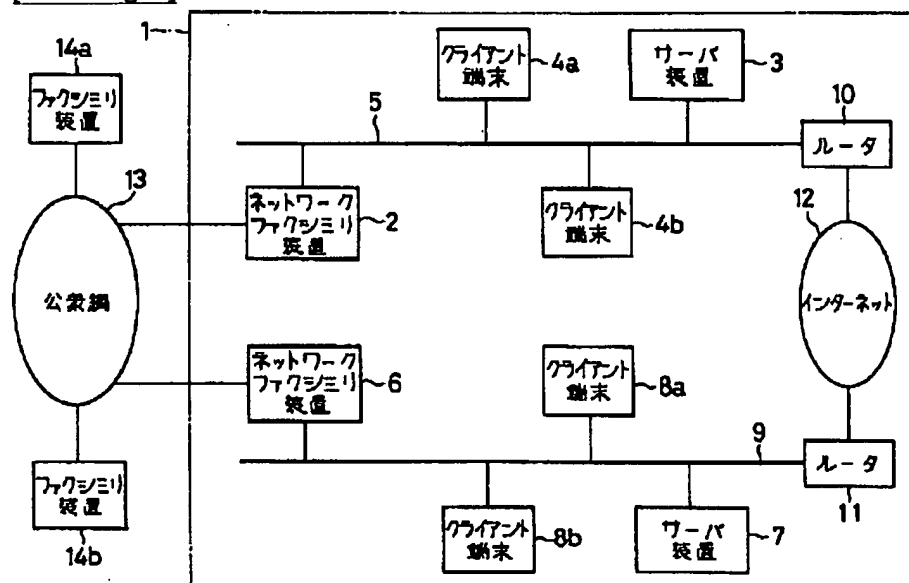 1
14a
ファクシミリ
装置
クライアント
端末
4a
サーバ
装置
3
10
ルータ
5
13
ネットワーク
ファクシミリ
装置
2
クライアント
端末
4b
12
公衆網
インターネット
ネットワーク
ファクシミリ
装置
6
クライアント
端末
8a
9
ルータ
11
ファクシミリ
装置
14b
クライアント
端末
8b
サーバ
装置
7